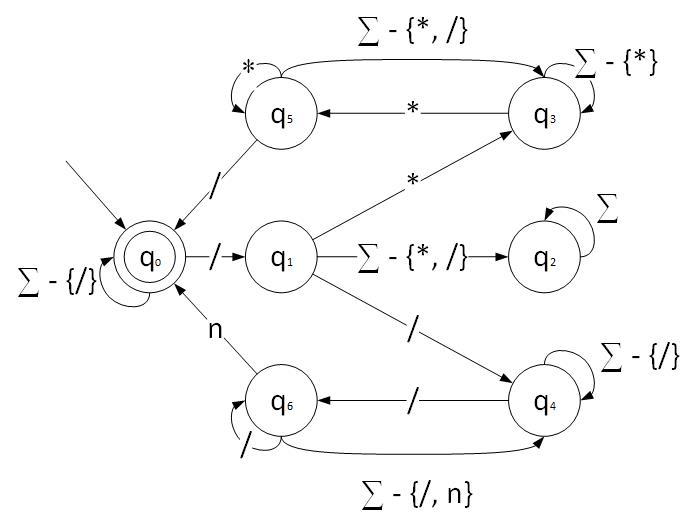 ∑ - {*, /}
*
∑ - {*}
q5
*
q3
/
*
∑
q0
/
q1
∑ - {*, /}
q2
∑ - {/}
n
/
∑ - {/}
q6
/
q4
/
∑ - {/, n}